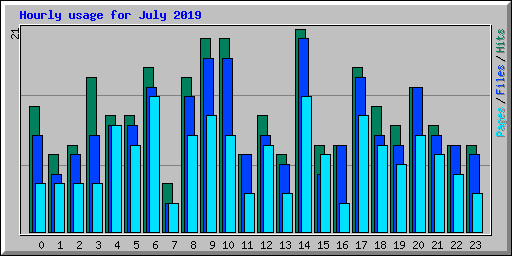 Hourly usage for July 2019
21
Pages/Files/Hits
0 1 2 3 4 5 6 7 8 9 10 11 12 13 14 15 16 17 18 19 20 21 22 23